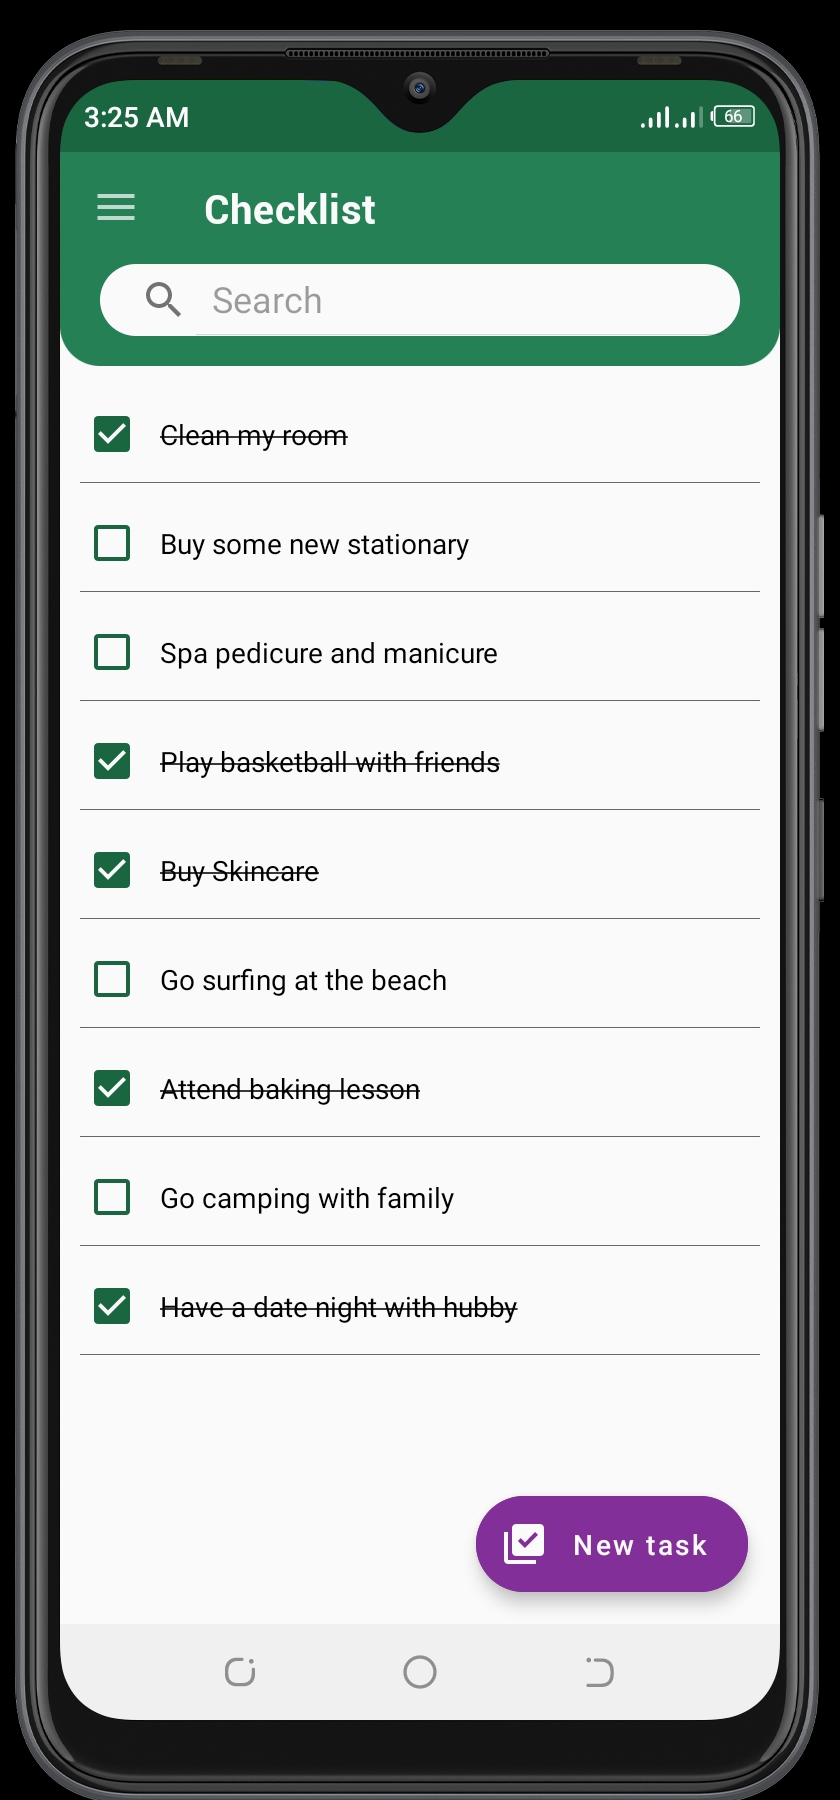 3:25 AM
66
Checklist
Search
Clean my room
Buy some new stationary
Spa pedicure and manicure
Play basketball with friends
Buy Skincare
Go surfing at the beach
Attend baking lesson
Go camping with family
Have a date night with hubby
New task